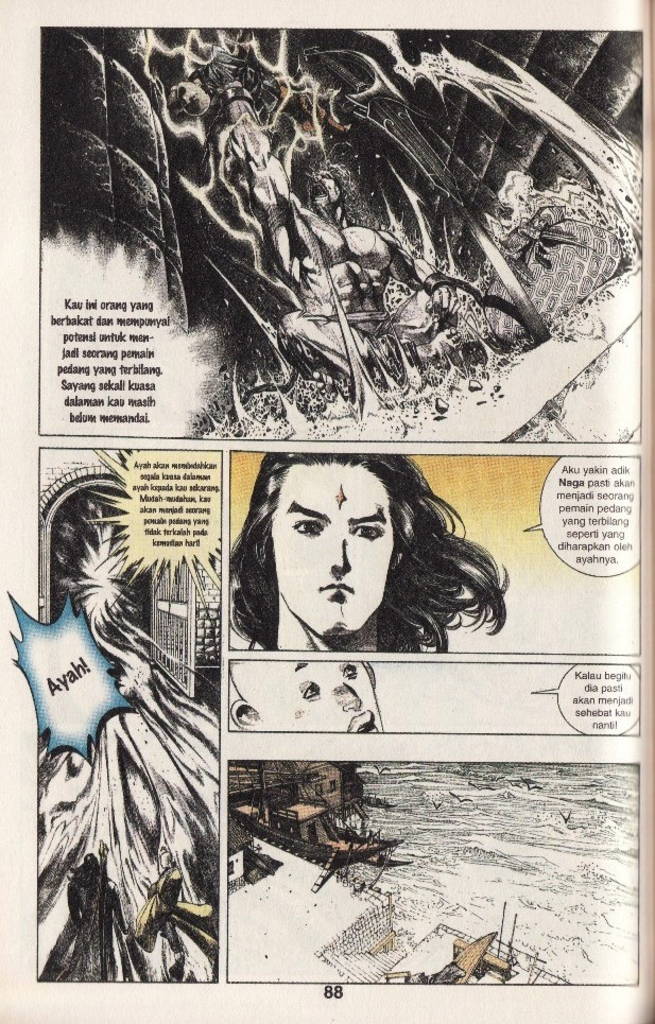 Kau ini orang yang
berbakat dan mempunyai
potensi untuk men-
jadi seorang pemain
pedang yang terbilang.
Sayang sekali kuasa
dalaman kau masih
belum memandai.
Ayah akan memindahkan
segala kuasa dalaman
ayah kepada kau sekarang.
Mudah-mudahan, kau
akan menjadi seorang
pemain pedang yang
tidak terkalah pada
kemudian hari!
Ayah!
Aku yakin adik
Naga pasti akan
menjadi seorang
pemain pedang
yang terbilang
seperti yang
diharapkan oleh
ayahnya.
Kalau begitu
dia pasti
akan menjadi
sehebat kau
nanti!
88